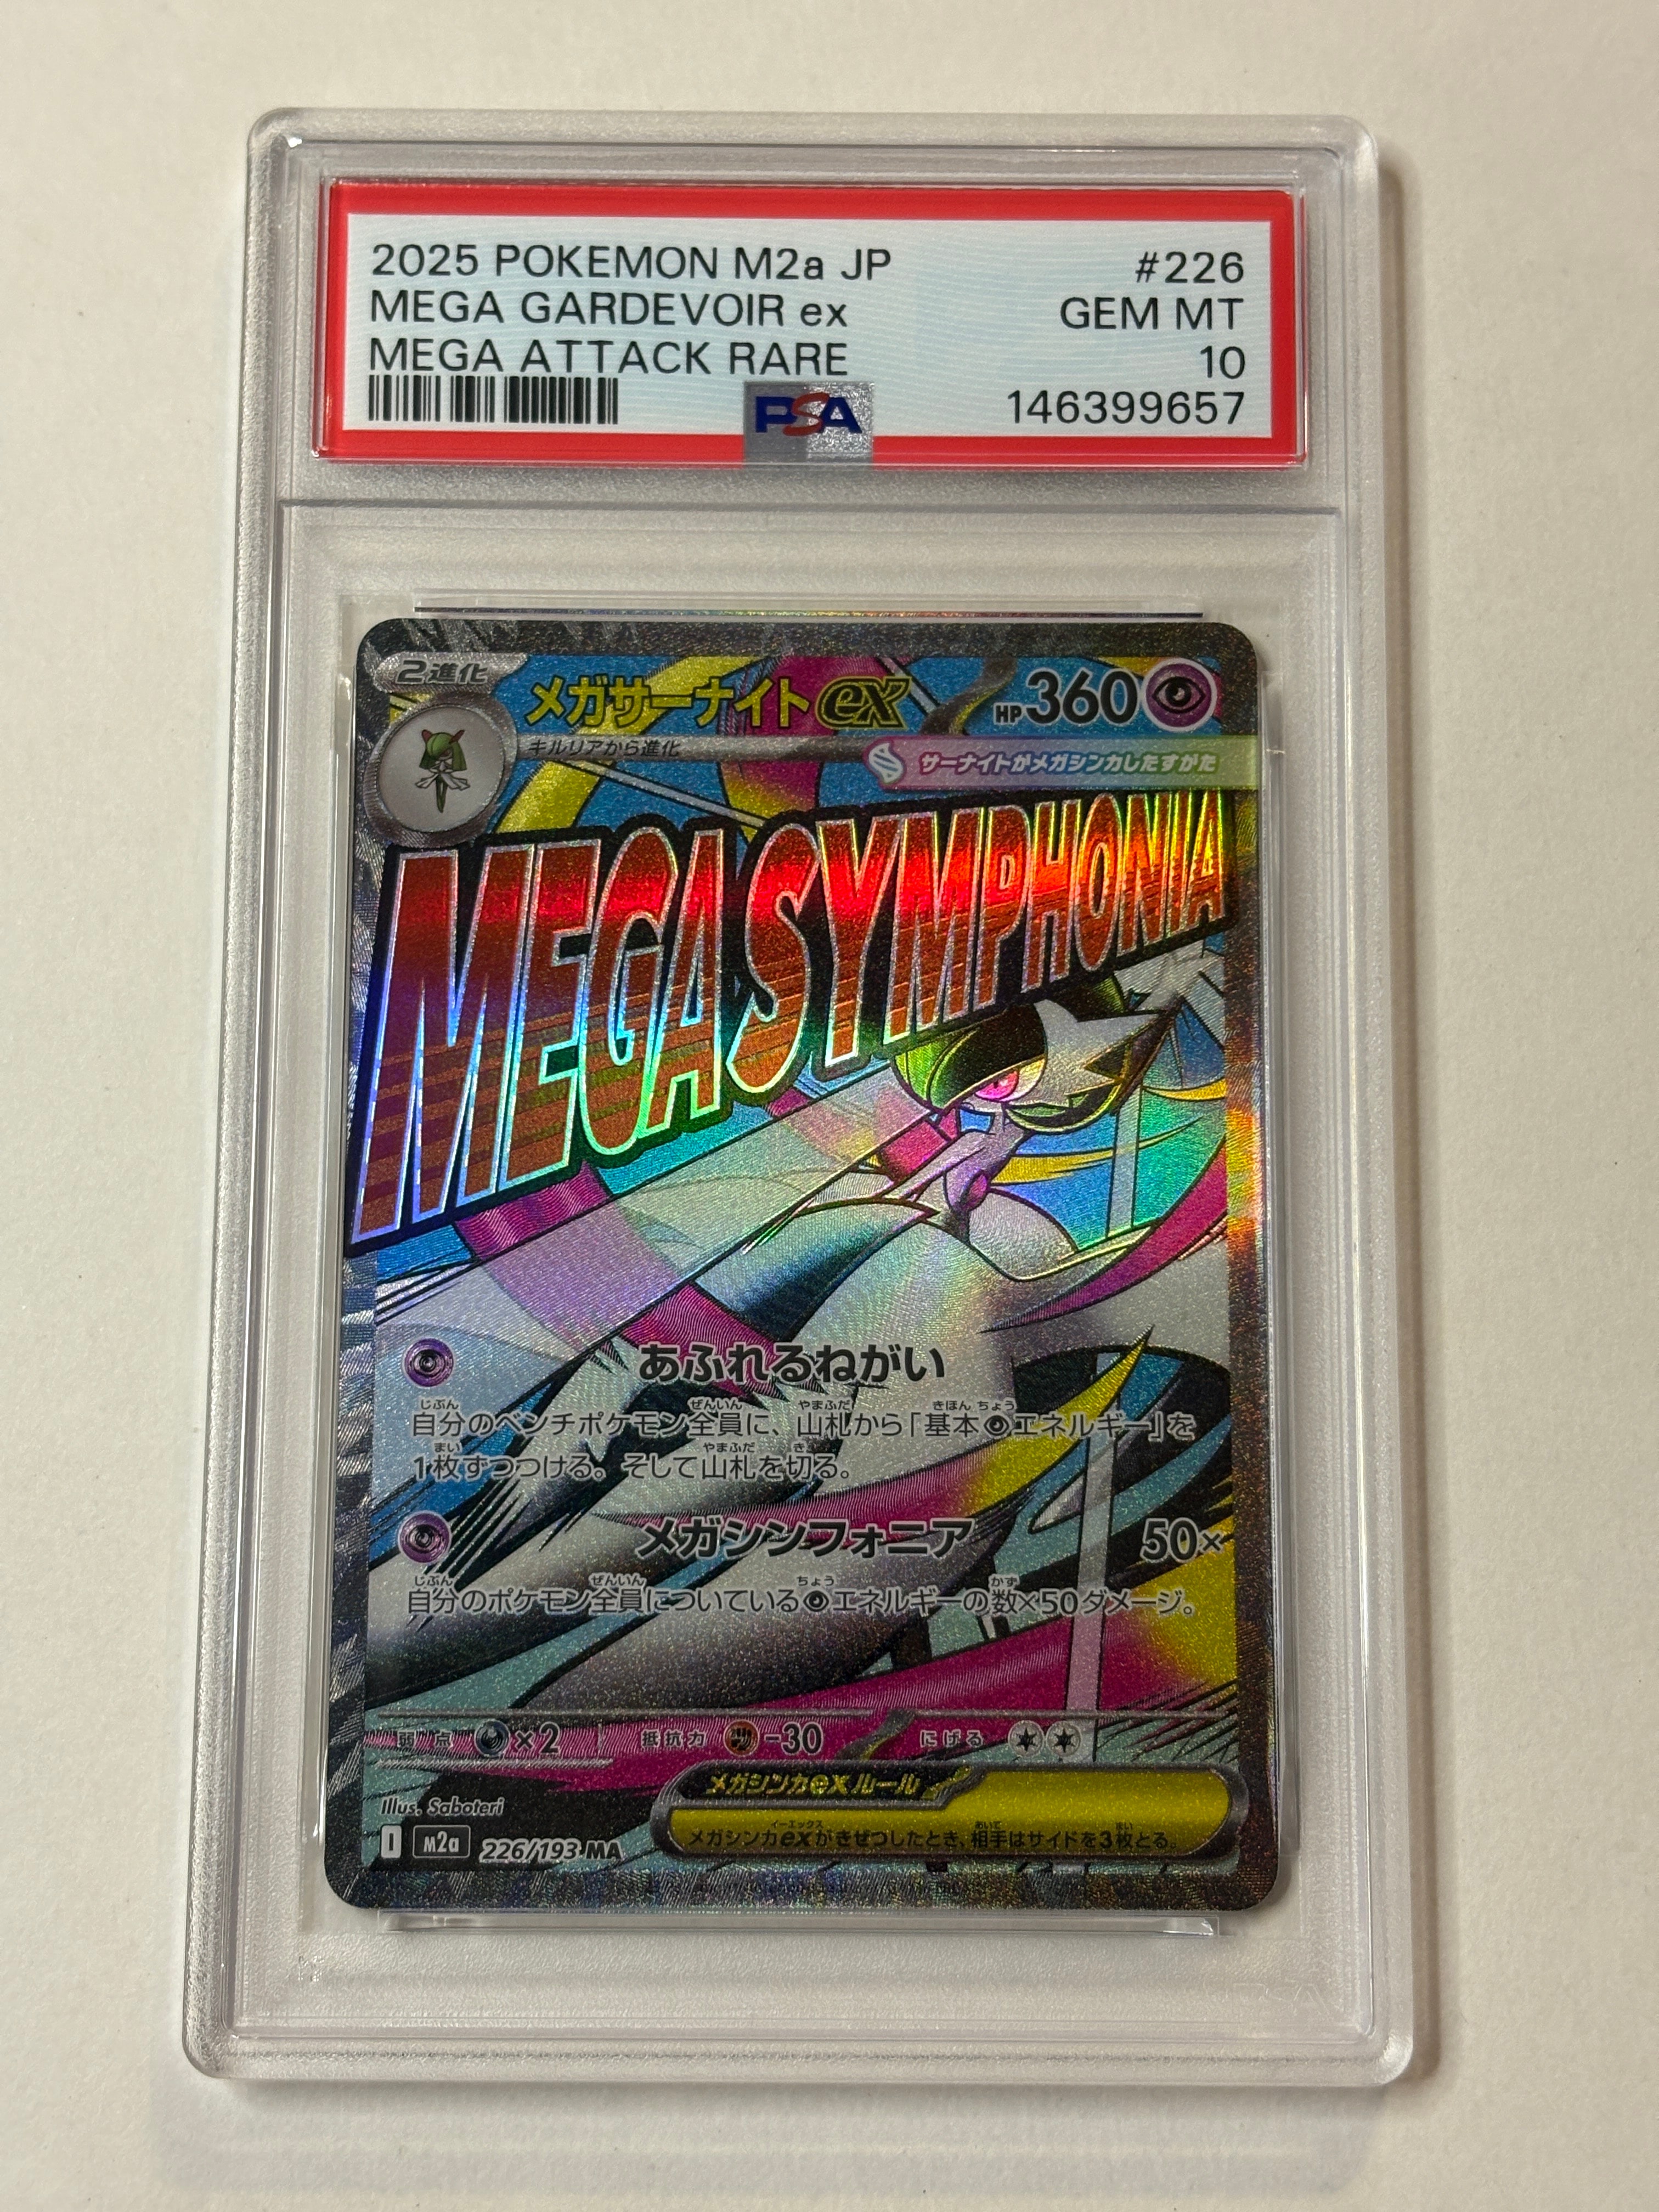 2025 POKEMON M2a JP #226
MEGA GARDEVOIR ex GEM MT
MEGA ATTACK RARE 10
PSA 146399657
2進化 メガサーナイトex HP360
キルリアから進化
サーナイトがメガシンカしたすがた
MEGA SYMPHONIA
あふれるねがい
自分のベンチポケモン全員に、山札から「基本エネルギー」を
1枚ずつつける。そして山札を切る。
メガシンフォニア 50×
自分のポケモン全員についているエネルギーの数×50ダメージ。
弱点 ×2 抵抗力 -30 にげる
メガシンカexルール
メガシンカexがきぜつしたとき、相手はサイドを3枚とる。
Illus. Saboteri
I m2a 226/193 MA